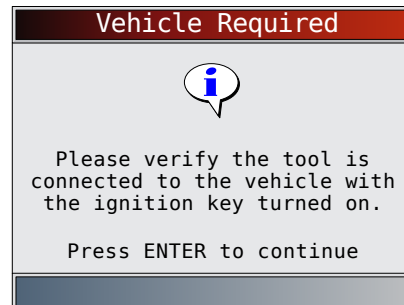 Vehicle Required
i
Please verify the tool is
connected to the vehicle with
the ignition key turned on.
Press ENTER to continue